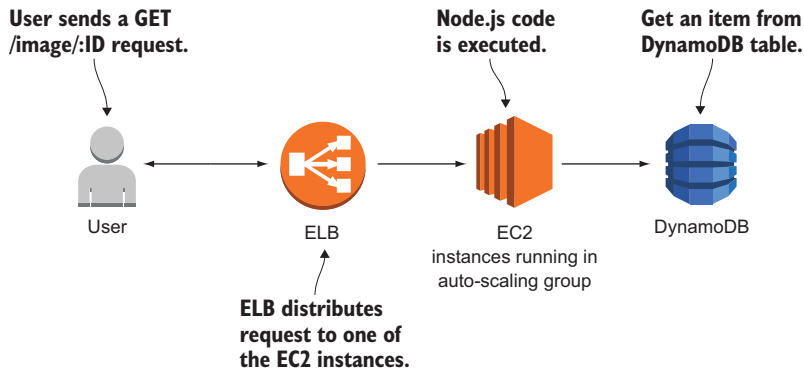 User sends a GET
/image/:ID request.
Node.js code
is executed.
Get an item from
DynamoDB table.
User
ELB
EC2
instances running in
auto-scaling group
DynamoDB
ELB distributes
request to one of
the EC2 instances.